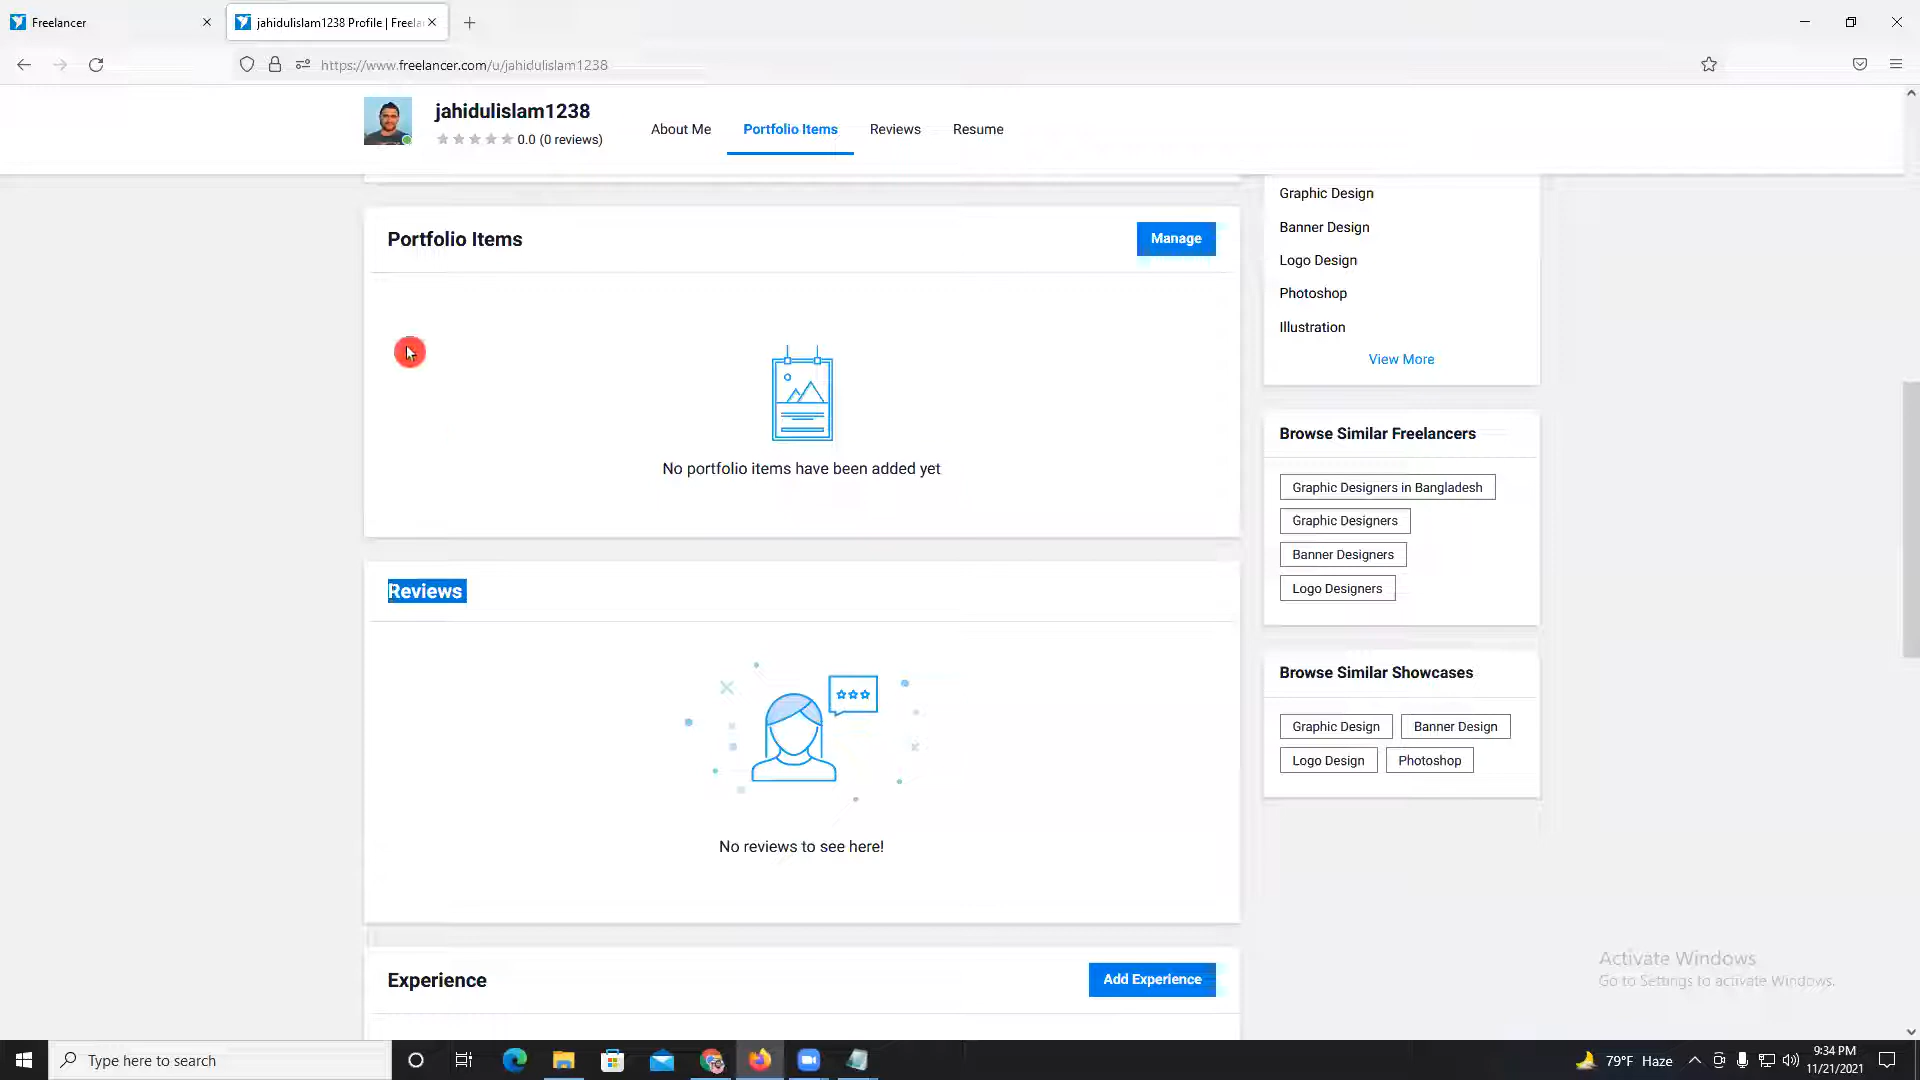 Freelancer
jahidulislam1238 Profile | Freela
https://www.freelancer.com/u/jahidulislam1238
jahidulislam1238
0.0 (0 reviews)
About Me
Portfolio Items
Reviews
Resume
Portfolio Items
Manage
No portfolio items have been added yet
Reviews
No reviews to see here!
Experience
Add Experience
Graphic Design
Banner Design
Logo Design
Photoshop
Illustration
View More
Browse Similar Freelancers
Graphic Designers in Bangladesh
Graphic Designers
Banner Designers
Logo Designers
Browse Similar Showcases
Graphic Design
Banner Design
Logo Design
Photoshop
Activate Windows
Go to Settings to activate Windows.
Type here to search
79°F Haze
9:34 PM
11/21/2021